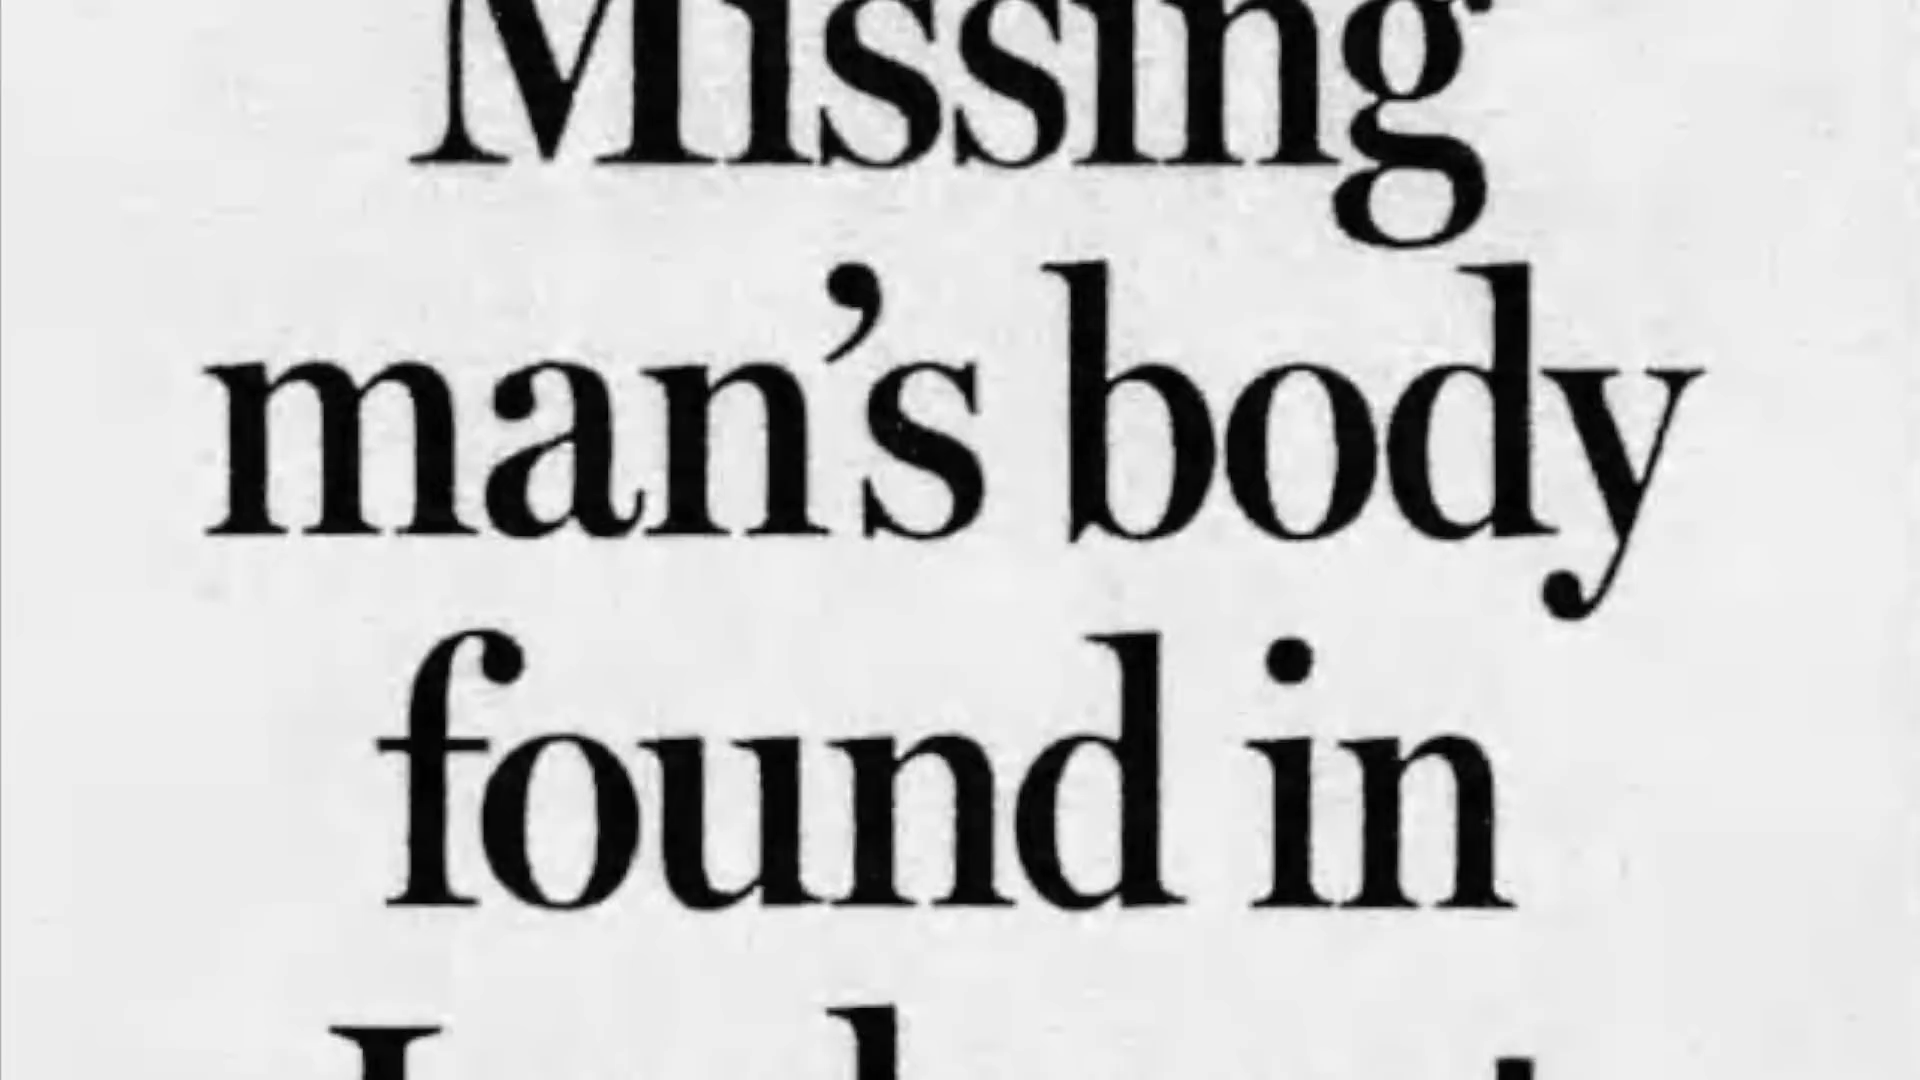 Missing
man’s body
found in